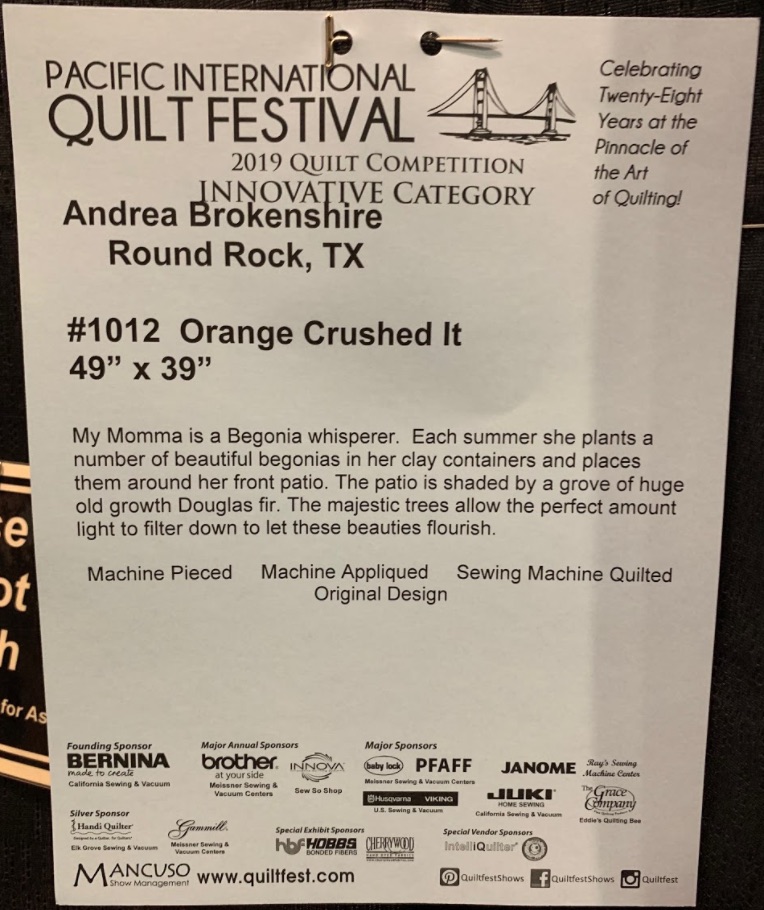 PACIFIC INTERNATIONAL
QUILT FESTIVAL
Celebrating
Twenty-Eight
Years at the
Pinnacle of
the Art
of Quilting!
2019 QUILT COMPETITION
INNOVATIVE CATEGORY
Andrea Brokenshire
Round Rock, TX
#1012 Orange Crushed It
49” x 39”
My Momma is a Begonia whisperer. Each summer she plants a
number of beautiful begonias in her clay containers and places
them around her front patio. The patio is shaded by a grove of huge
old growth Douglas fir. The majestic trees allow the perfect amount
light to filter down to let these beauties flourish.
Machine Pieced Machine Appliqued Sewing Machine Quilted
Original Design
e
ot
h
for As
Founding Sponsor
BERNINA
made to create
California Sewing & Vacuum
Major Annual Sponsors
brother
at your side
Meissner Sewing &
Vacuum Centers
INNOVA
Sew So Shop
Major Sponsors
baby lock PFAFF
Meissner Sewing & Vacuum Centers
Husqvarna VIKING
U.S. Sewing & Vacuum
JANOME
JUKI
HOME SEWING
California Sewing & Vacuum
Ray's Sewing
Machine Center
The Grace
Company
Eddie's Quilting Bee
Silver Sponsor
Handi Quilter
Designed by a Quilter, for Quilters
Elk Grove Sewing & Vacuum
Gammill
Meissner Sewing &
Vacuum Centers
Special Exhibit Sponsors
hbf HOBBS
BONDED FIBERS
CHERRYWOOD
Special Vendor Sponsors
IntelliQuilter
MANCUSO
Show Management
www.quiltfest.com
QuiltfestShows
QuiltfestShows
Quiltfest